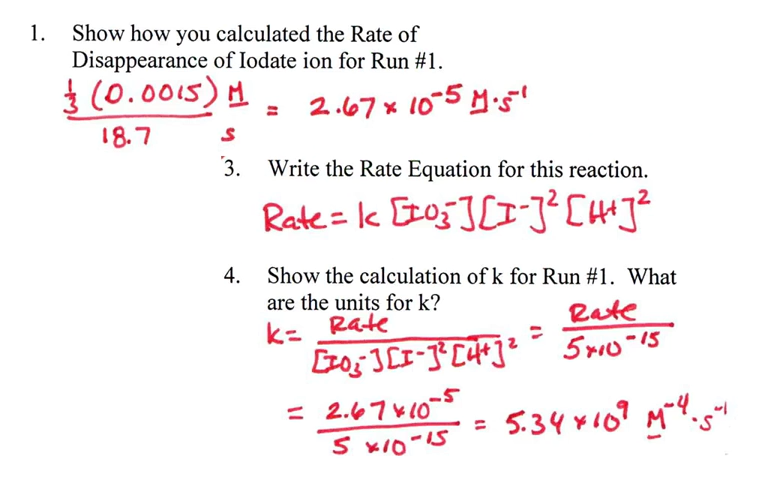 1. Show how you calculated the Rate of
Disappearance of Iodate ion for Run #1.
1/3 (0.0015) M / 18.7 s = 2.67 × 10⁻⁵ M·s⁻¹
3. Write the Rate Equation for this reaction.
Rate = k [IO₃⁻][I⁻]² [H⁺]²
4. Show the calculation of k for Run #1. What
are the units for k?
k = Rate / [IO₃⁻][I⁻]²[H⁺]² = Rate / 5×10⁻¹⁵
= 2.67×10⁻⁵ / 5 ×10⁻¹⁵ = 5.34 × 10⁹ M⁻⁴·s⁻¹